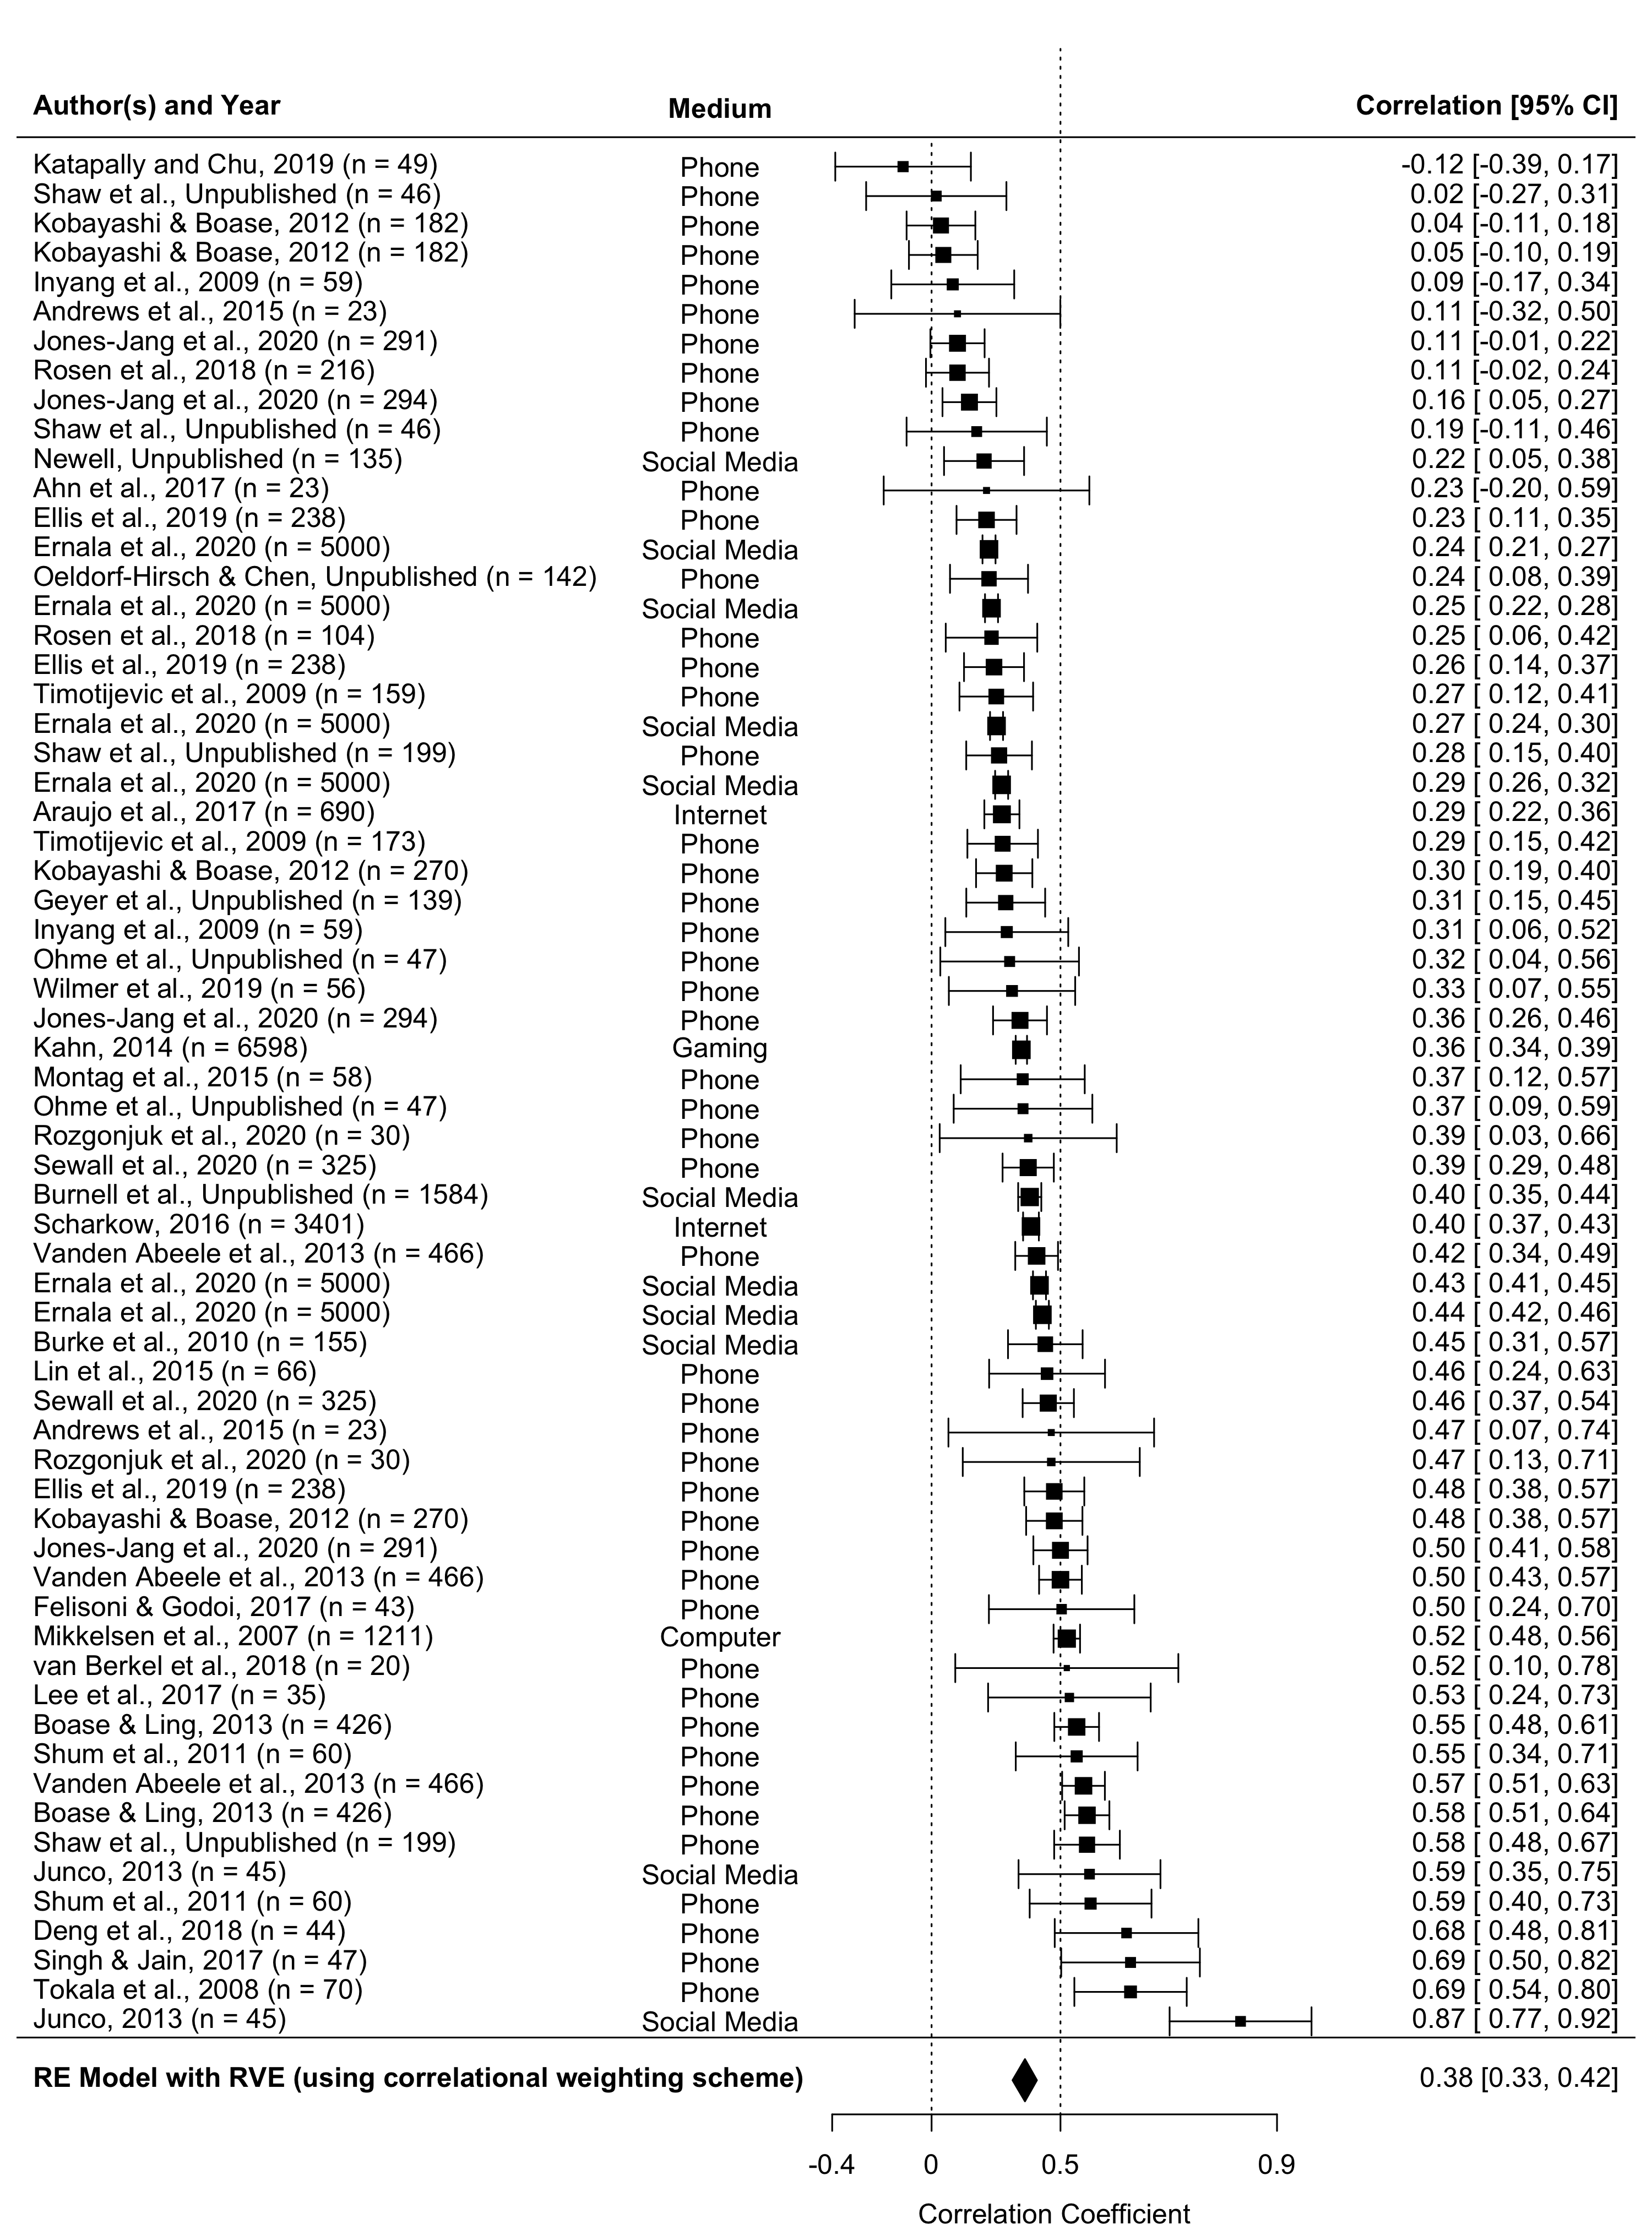 Author(s) and Year Medium Correlation [95% CI]
Katapally and Chu, 2019 (n = 49) Phone -0.12 [-0.39, 0.17]
Shaw et al., Unpublished (n = 46) Phone 0.02 [-0.27, 0.31]
Kobayashi & Boase, 2012 (n = 182) Phone 0.04 [-0.11, 0.18]
Kobayashi & Boase, 2012 (n = 182) Phone 0.05 [-0.10, 0.19]
Inyang et al., 2009 (n = 59) Phone 0.09 [-0.17, 0.34]
Andrews et al., 2015 (n = 23) Phone 0.11 [-0.32, 0.50]
Jones-Jang et al., 2020 (n = 291) Phone 0.11 [-0.01, 0.22]
Rosen et al., 2018 (n = 216) Phone 0.11 [-0.02, 0.24]
Jones-Jang et al., 2020 (n = 294) Phone 0.16 [ 0.05, 0.27]
Shaw et al., Unpublished (n = 46) Phone 0.19 [-0.11, 0.46]
Newell, Unpublished (n = 135) Social Media 0.22 [ 0.05, 0.38]
Ahn et al., 2017 (n = 23) Phone 0.23 [-0.20, 0.59]
Ellis et al., 2019 (n = 238) Phone 0.23 [ 0.11, 0.35]
Ernala et al., 2020 (n = 5000) Social Media 0.24 [ 0.21, 0.27]
Oeldorf-Hirsch & Chen, Unpublished (n = 142) Phone 0.24 [ 0.08, 0.39]
Ernala et al., 2020 (n = 5000) Social Media 0.25 [ 0.22, 0.28]
Rosen et al., 2018 (n = 104) Phone 0.25 [ 0.06, 0.42]
Ellis et al., 2019 (n = 238) Phone 0.26 [ 0.14, 0.37]
Timotijevic et al., 2009 (n = 159) Phone 0.27 [ 0.12, 0.41]
Ernala et al., 2020 (n = 5000) Social Media 0.27 [ 0.24, 0.30]
Shaw et al., Unpublished (n = 199) Phone 0.28 [ 0.15, 0.40]
Ernala et al., 2020 (n = 5000) Social Media 0.29 [ 0.26, 0.32]
Araujo et al., 2017 (n = 690) Internet 0.29 [ 0.22, 0.36]
Timotijevic et al., 2009 (n = 173) Phone 0.29 [ 0.15, 0.42]
Kobayashi & Boase, 2012 (n = 270) Phone 0.30 [ 0.19, 0.40]
Geyer et al., Unpublished (n = 139) Phone 0.31 [ 0.15, 0.45]
Inyang et al., 2009 (n = 59) Phone 0.31 [ 0.06, 0.52]
Ohme et al., Unpublished (n = 47) Phone 0.32 [ 0.04, 0.56]
Wilmer et al., 2019 (n = 56) Phone 0.33 [ 0.07, 0.55]
Jones-Jang et al., 2020 (n = 294) Phone 0.36 [ 0.26, 0.46]
Kahn, 2014 (n = 6598) Gaming 0.36 [ 0.34, 0.39]
Montag et al., 2015 (n = 58) Phone 0.37 [ 0.12, 0.57]
Ohme et al., Unpublished (n = 47) Phone 0.37 [ 0.09, 0.59]
Rozgonjuk et al., 2020 (n = 30) Phone 0.39 [ 0.03, 0.66]
Sewall et al., 2020 (n = 325) Phone 0.39 [ 0.29, 0.48]
Burnell et al., Unpublished (n = 1584) Social Media 0.40 [ 0.35, 0.44]
Scharkow, 2016 (n = 3401) Internet 0.40 [ 0.37, 0.43]
Vanden Abeele et al., 2013 (n = 466) Phone 0.42 [ 0.34, 0.49]
Ernala et al., 2020 (n = 5000) Social Media 0.43 [ 0.41, 0.45]
Ernala et al., 2020 (n = 5000) Social Media 0.44 [ 0.42, 0.46]
Burke et al., 2010 (n = 155) Social Media 0.45 [ 0.31, 0.57]
Lin et al., 2015 (n = 66) Phone 0.46 [ 0.24, 0.63]
Sewall et al., 2020 (n = 325) Phone 0.46 [ 0.37, 0.54]
Andrews et al., 2015 (n = 23) Phone 0.47 [ 0.07, 0.74]
Rozgonjuk et al., 2020 (n = 30) Phone 0.47 [ 0.13, 0.71]
Ellis et al., 2019 (n = 238) Phone 0.48 [ 0.38, 0.57]
Kobayashi & Boase, 2012 (n = 270) Phone 0.48 [ 0.38, 0.57]
Jones-Jang et al., 2020 (n = 291) Phone 0.50 [ 0.41, 0.58]
Vanden Abeele et al., 2013 (n = 466) Phone 0.50 [ 0.43, 0.57]
Felisoni & Godoi, 2017 (n = 43) Phone 0.50 [ 0.24, 0.70]
Mikkelsen et al., 2007 (n = 1211) Computer 0.52 [ 0.48, 0.56]
van Berkel et al., 2018 (n = 20) Phone 0.52 [ 0.10, 0.78]
Lee et al., 2017 (n = 35) Phone 0.53 [ 0.24, 0.73]
Boase & Ling, 2013 (n = 426) Phone 0.55 [ 0.48, 0.61]
Shum et al., 2011 (n = 60) Phone 0.55 [ 0.34, 0.71]
Vanden Abeele et al., 2013 (n = 466) Phone 0.57 [ 0.51, 0.63]
Boase & Ling, 2013 (n = 426) Phone 0.58 [ 0.51, 0.64]
Shaw et al., Unpublished (n = 199) Phone 0.58 [ 0.48, 0.67]
Junco, 2013 (n = 45) Social Media 0.59 [ 0.35, 0.75]
Shum et al., 2011 (n = 60) Phone 0.59 [ 0.40, 0.73]
Deng et al., 2018 (n = 44) Phone 0.68 [ 0.48, 0.81]
Singh & Jain, 2017 (n = 47) Phone 0.69 [ 0.50, 0.82]
Tokala et al., 2008 (n = 70) Phone 0.69 [ 0.54, 0.80]
Junco, 2013 (n = 45) Social Media 0.87 [ 0.77, 0.92]
RE Model with RVE (using correlational weighting scheme) 0.38 [0.33, 0.42]
-0.4 0 0.5 0.9
Correlation Coefficient